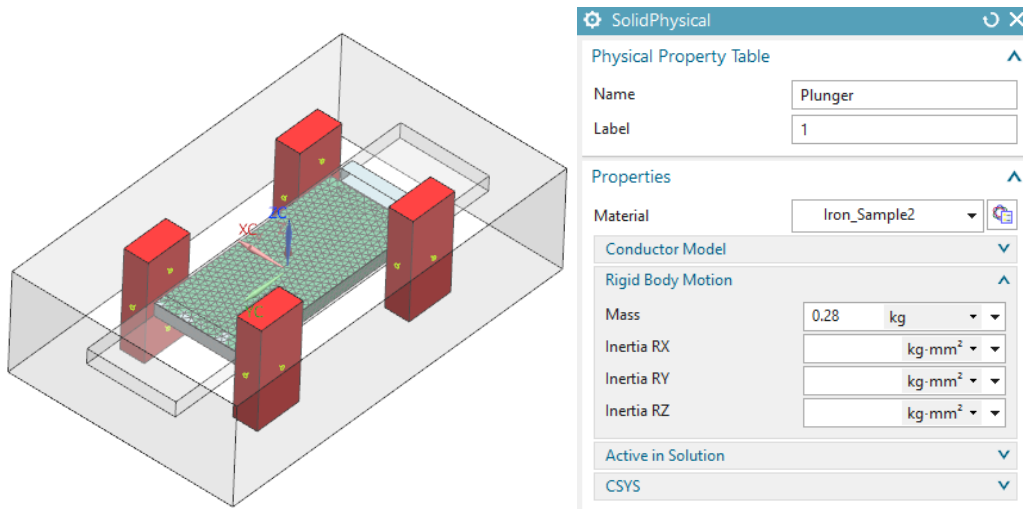 ZC
XC
YC
SolidPhysical
Physical Property Table
Name Plunger
Label 1
Properties
Material Iron_Sample2
Conductor Model
Rigid Body Motion
Mass 0.28 kg
Inertia RX kg·mm²
Inertia RY kg·mm²
Inertia RZ kg·mm²
Active in Solution
CSYS